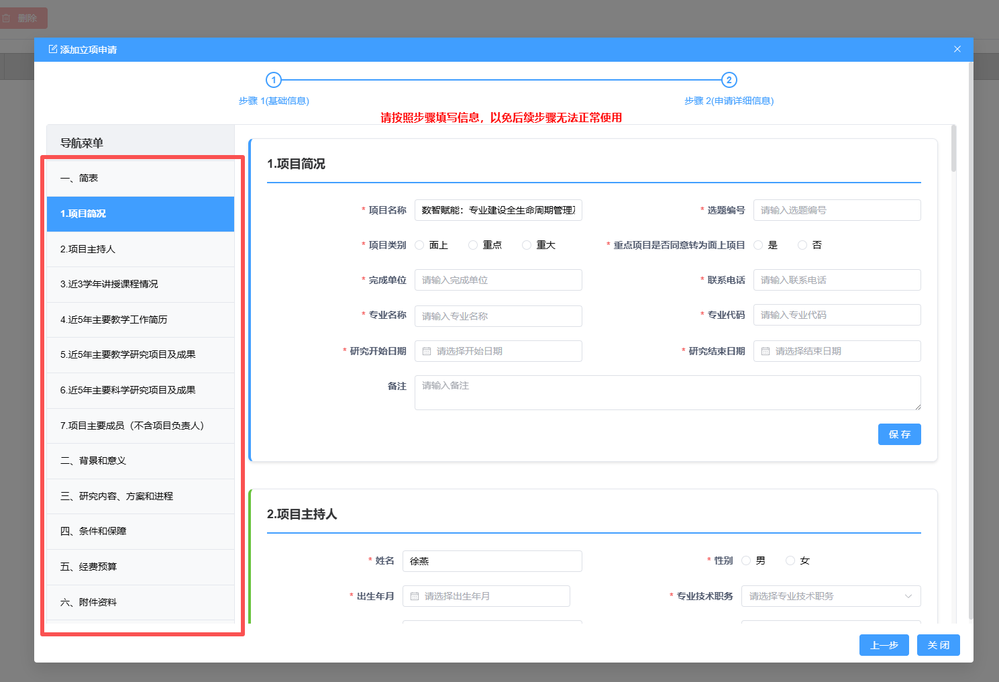 删除
添加立项申请
1
2
步骤 1(基础信息)
步骤 2(申请详细信息)
请按照步骤填写信息，以免后续步骤无法正常使用
导航菜单
一、简表
1.项目简况
2.项目主持人
3.近3学年讲授课程情况
4.近5年主要教学工作简历
5.近5年主要教学研究项目及成果
6.近5年主要科学研究项目及成果
7.项目主要成员（不含项目负责人）
二、背景和意义
三、研究内容、方案和进程
四、条件和保障
五、经费预算
六、附件资料
1.项目简况
* 项目名称 数智赋能：专业建设全生命周期管理
* 选题编号 请输入选题编号
* 项目类别 面上 重点 重大
* 重点项目是否同意转为面上项目 是 否
* 完成单位 请输入完成单位
* 联系电话 请输入联系电话
* 专业名称 请输入专业名称
* 专业代码 请输入专业代码
* 研究开始日期 请选择开始日期
* 研究结束日期 请选择结束日期
备注 请输入备注
保 存
2.项目主持人
* 姓名 徐燕
* 性别 男 女
* 出生年月 请选择出生年月
* 专业技术职务 请选择专业技术职务
上一步
关 闭